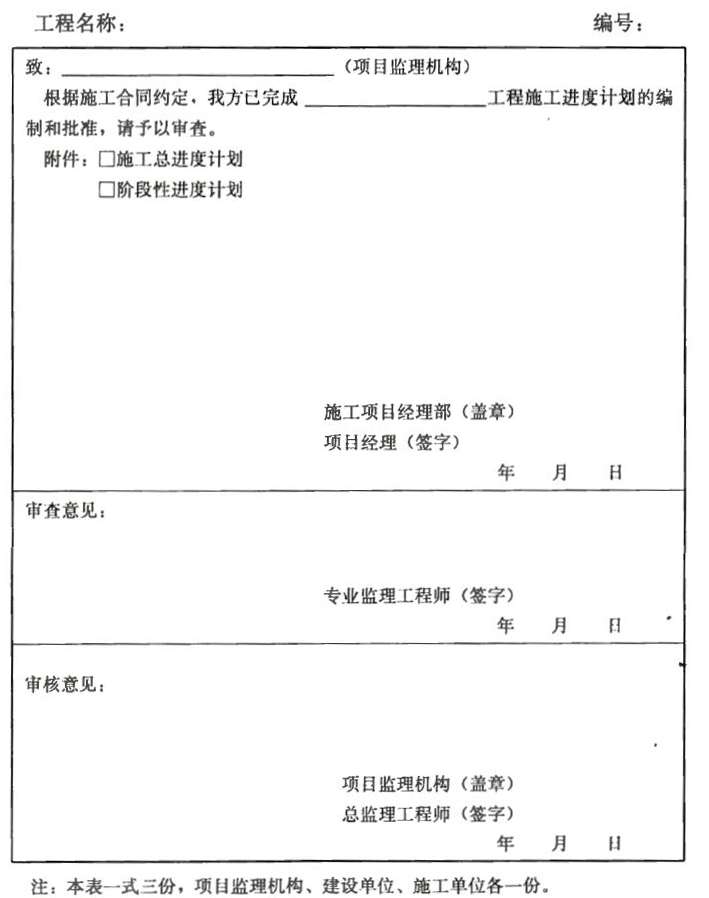 工程名称： 编号：
致：（项目监理机构）
根据施工合同约定，我方已完成 工程施工进度计划的编
制和批准，请予以审查。
附件：□施工总进度计划
□阶段性进度计划
施工项目经理部（盖章）
项目经理（签字）
年 月 日
审查意见：
专业监理工程师（签字）
年 月 日
审核意见：
项目监理机构（盖章）
总监理工程师（签字）
年 月 日
注：本表一式三份，项目监理机构、建设单位、施工单位各一份。